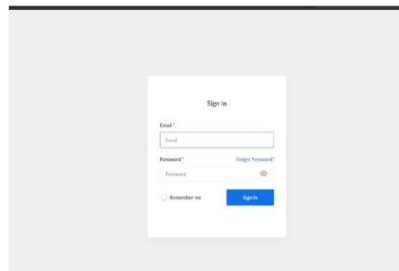 Sign in
Email *
Email
Password * Forgot Password?
Password
Remember me Sign In